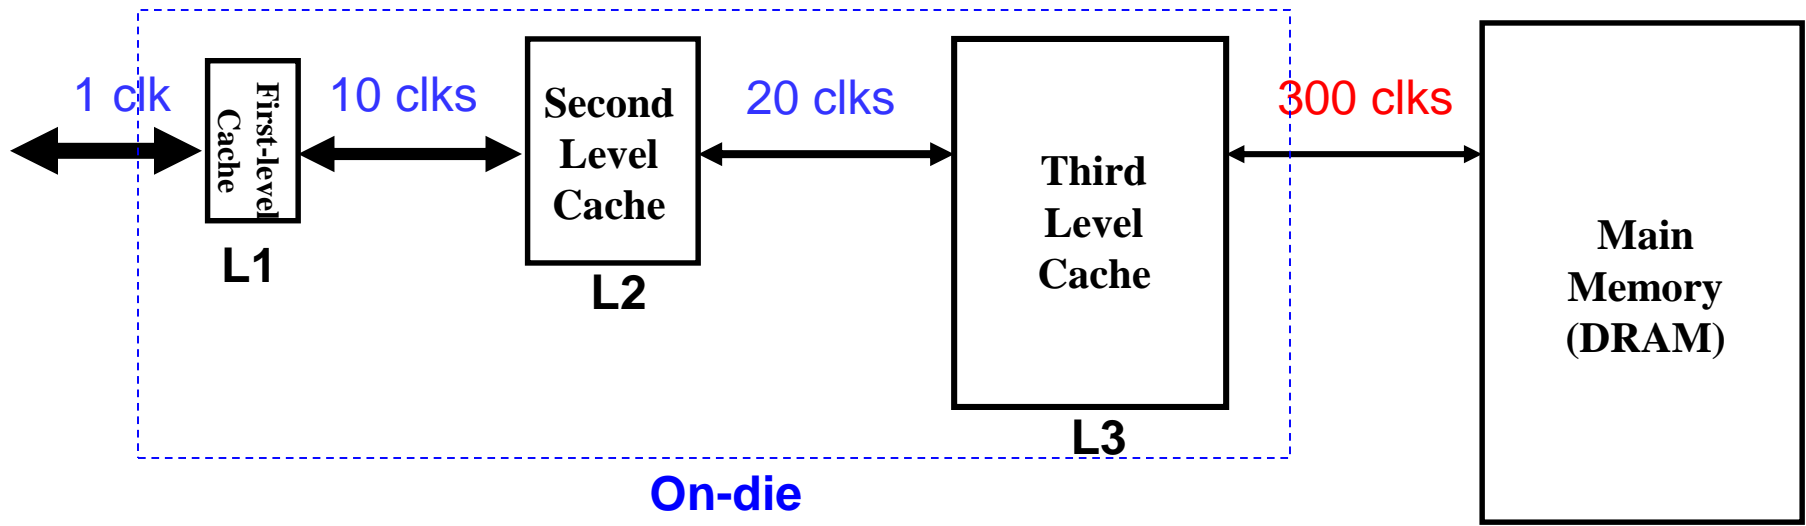 1 clk
First-level
Cache
L1
10 clks
Second
Level
Cache
L2
20 clks
Third
Level
Cache
L3
300 clks
Main
Memory
(DRAM)
On-die